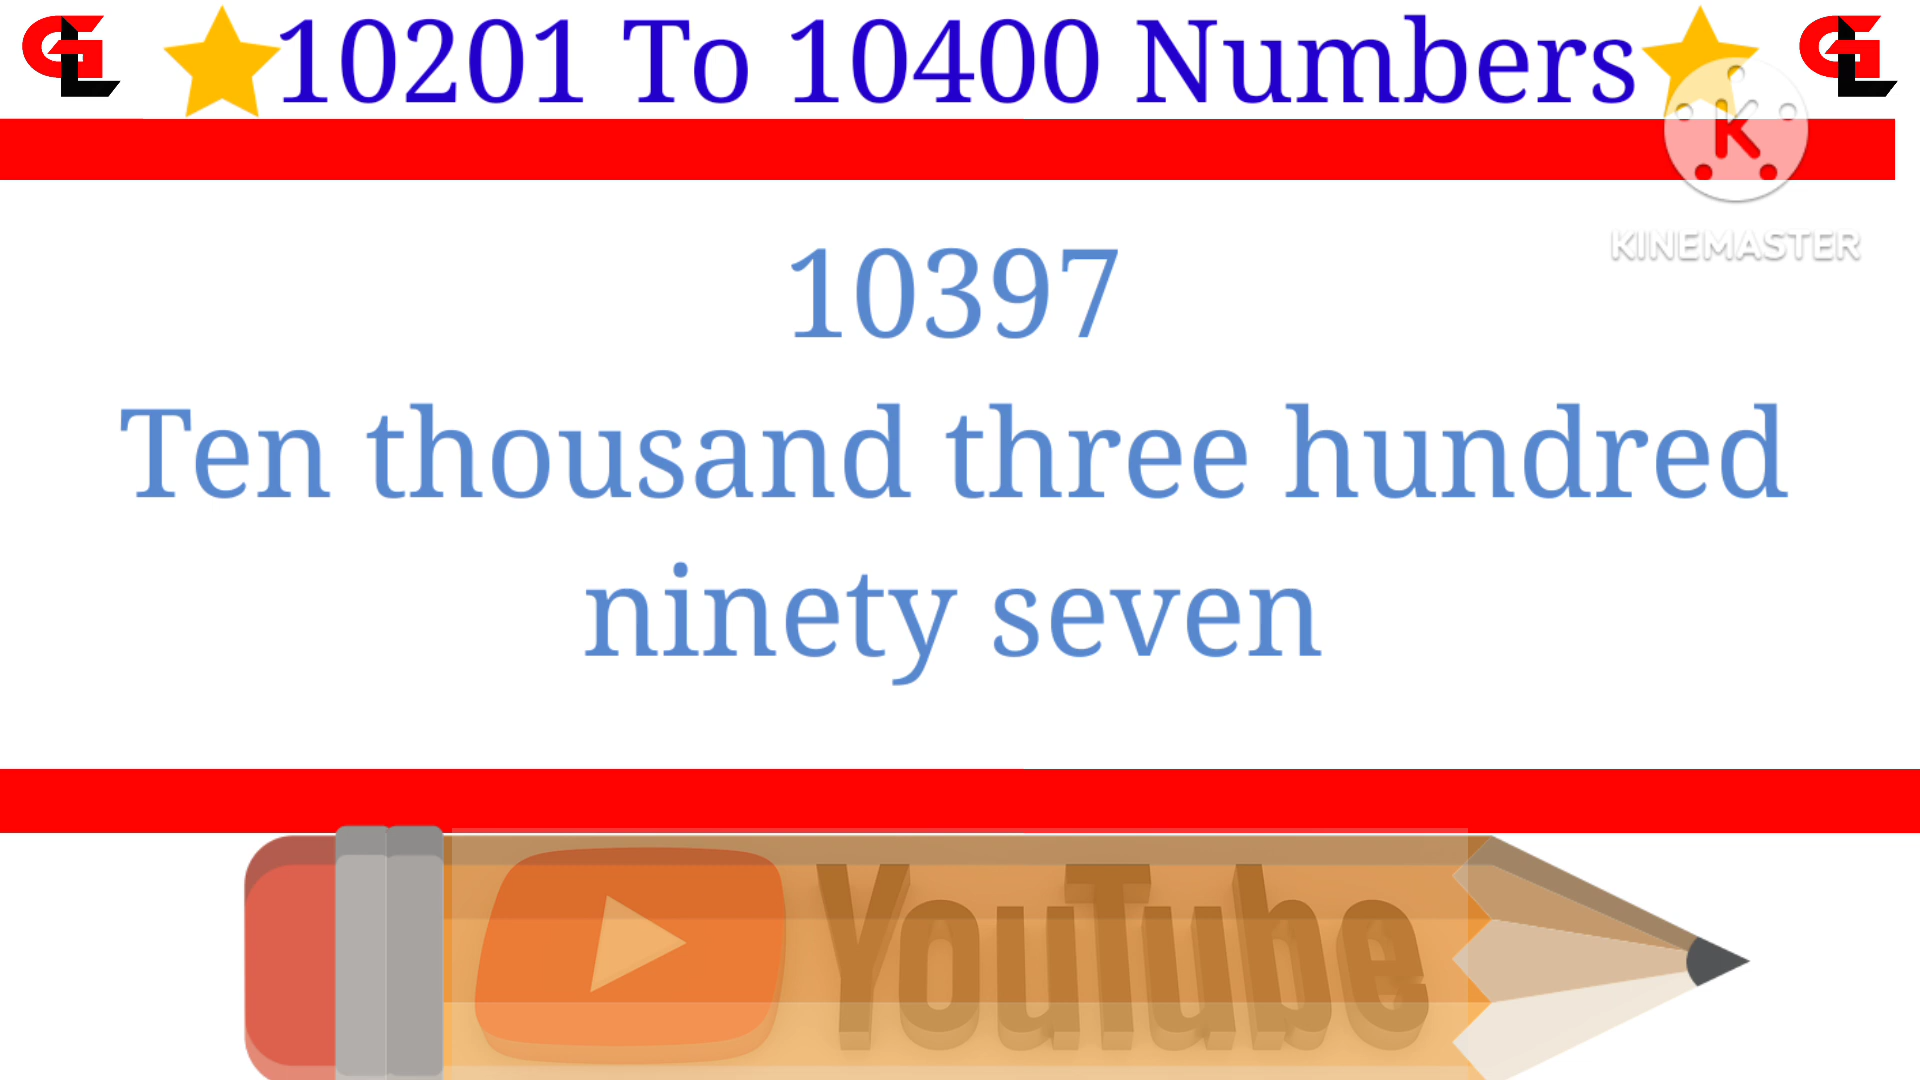 10201 To 10400 Numbers
KINEMASTER
10397
Ten thousand three hundred
ninety seven
YouTube